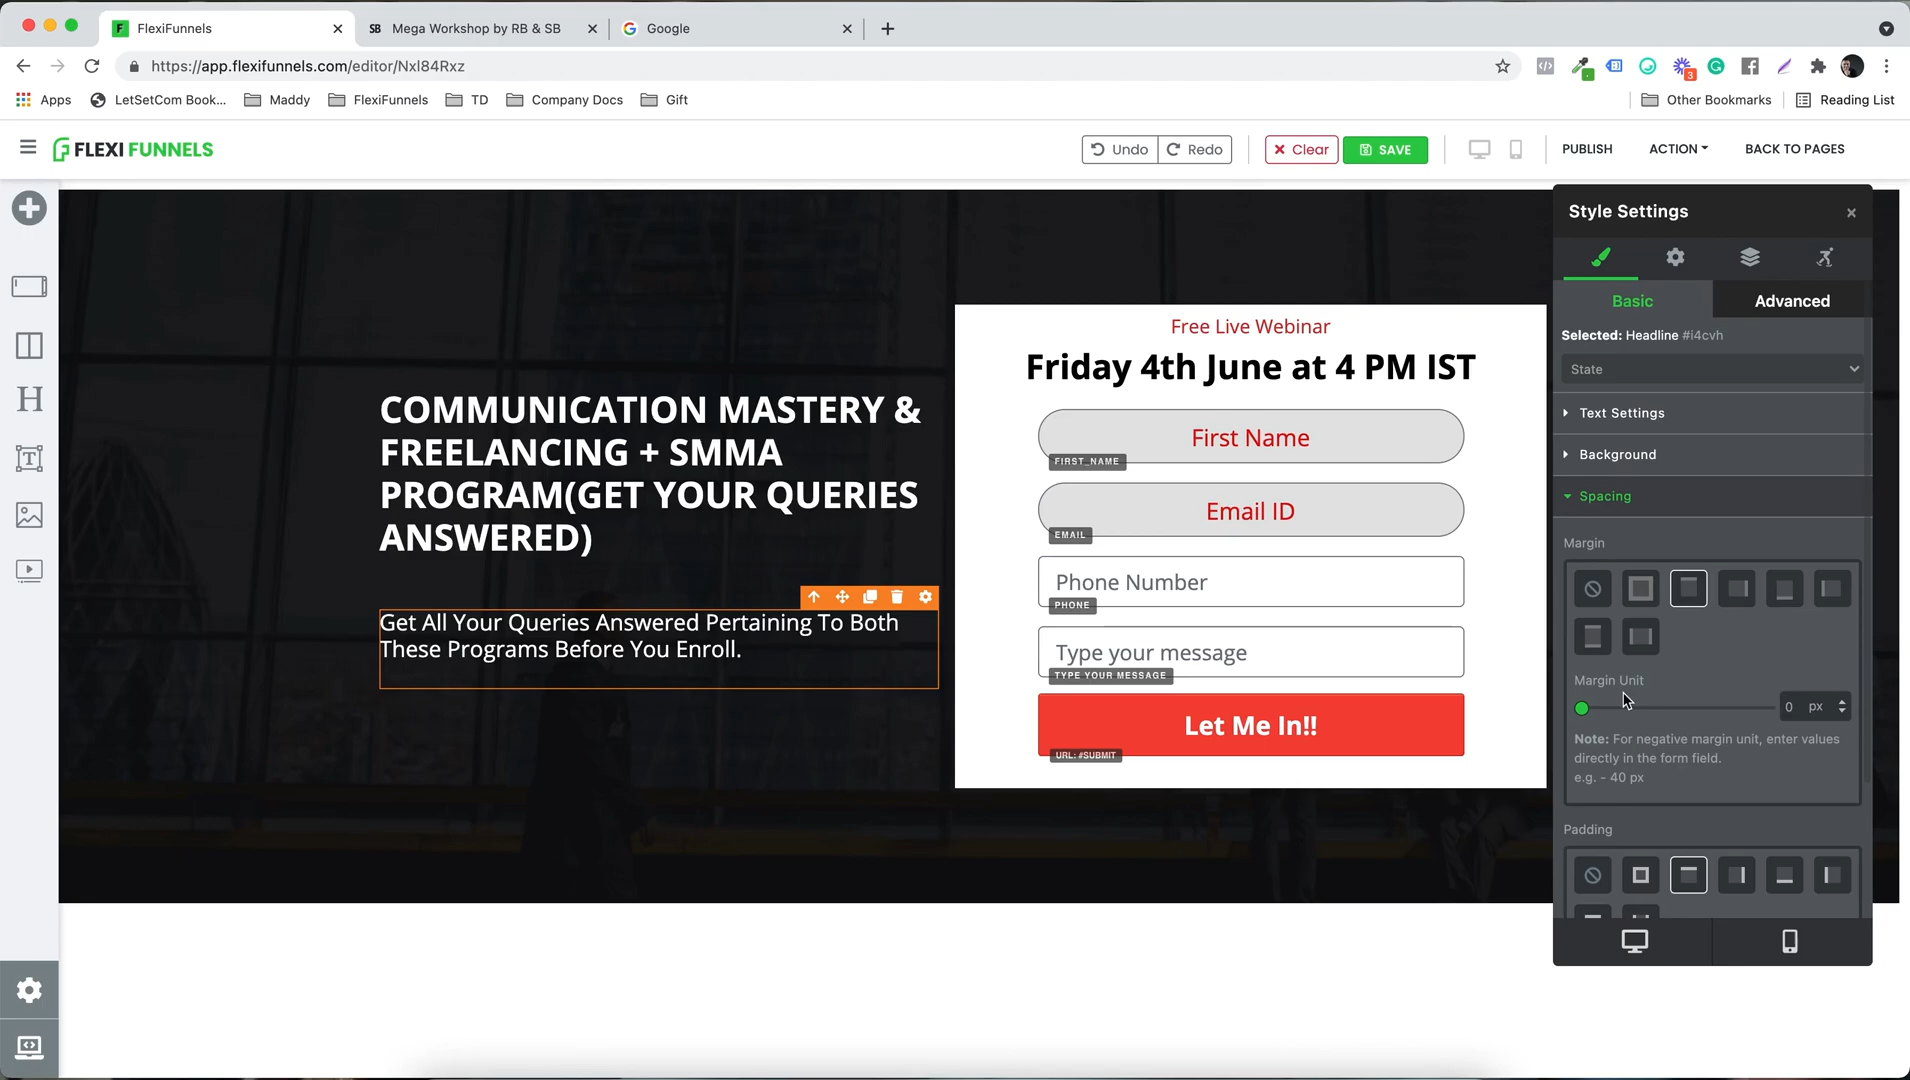 FlexiFunnels
SB Mega Workshop by RB & SB
Google
https://app.flexifunnels.com/editor/Nxl84Rxz
3
Apps
LetSetCom Book...
Maddy
FlexiFunnels
TD
Company Docs
Gift
Other Bookmarks
Reading List
FLEXI FUNNELS
Undo
Redo
Clear
SAVE
PUBLISH
ACTION
BACK TO PAGES
H
T
COMMUNICATION MASTERY &
FREELANCING + SMMA
PROGRAM(GET YOUR QUERIES
ANSWERED)
Get All Your Queries Answered Pertaining To Both
These Programs Before You Enroll.
Free Live Webinar
Friday 4th June at 4 PM IST
First Name
FIRST_NAME
Email ID
EMAIL
Phone Number
PHONE
Type your message
TYPE YOUR MESSAGE
Let Me In!!
URL: #SUBMIT
Style Settings
Basic
Advanced
Selected: Headline #i4cvh
State
Text Settings
Background
Spacing
Margin
Margin Unit
0 px
Note: For negative margin unit, enter values
directly in the form field.
e.g. - 40 px
Padding